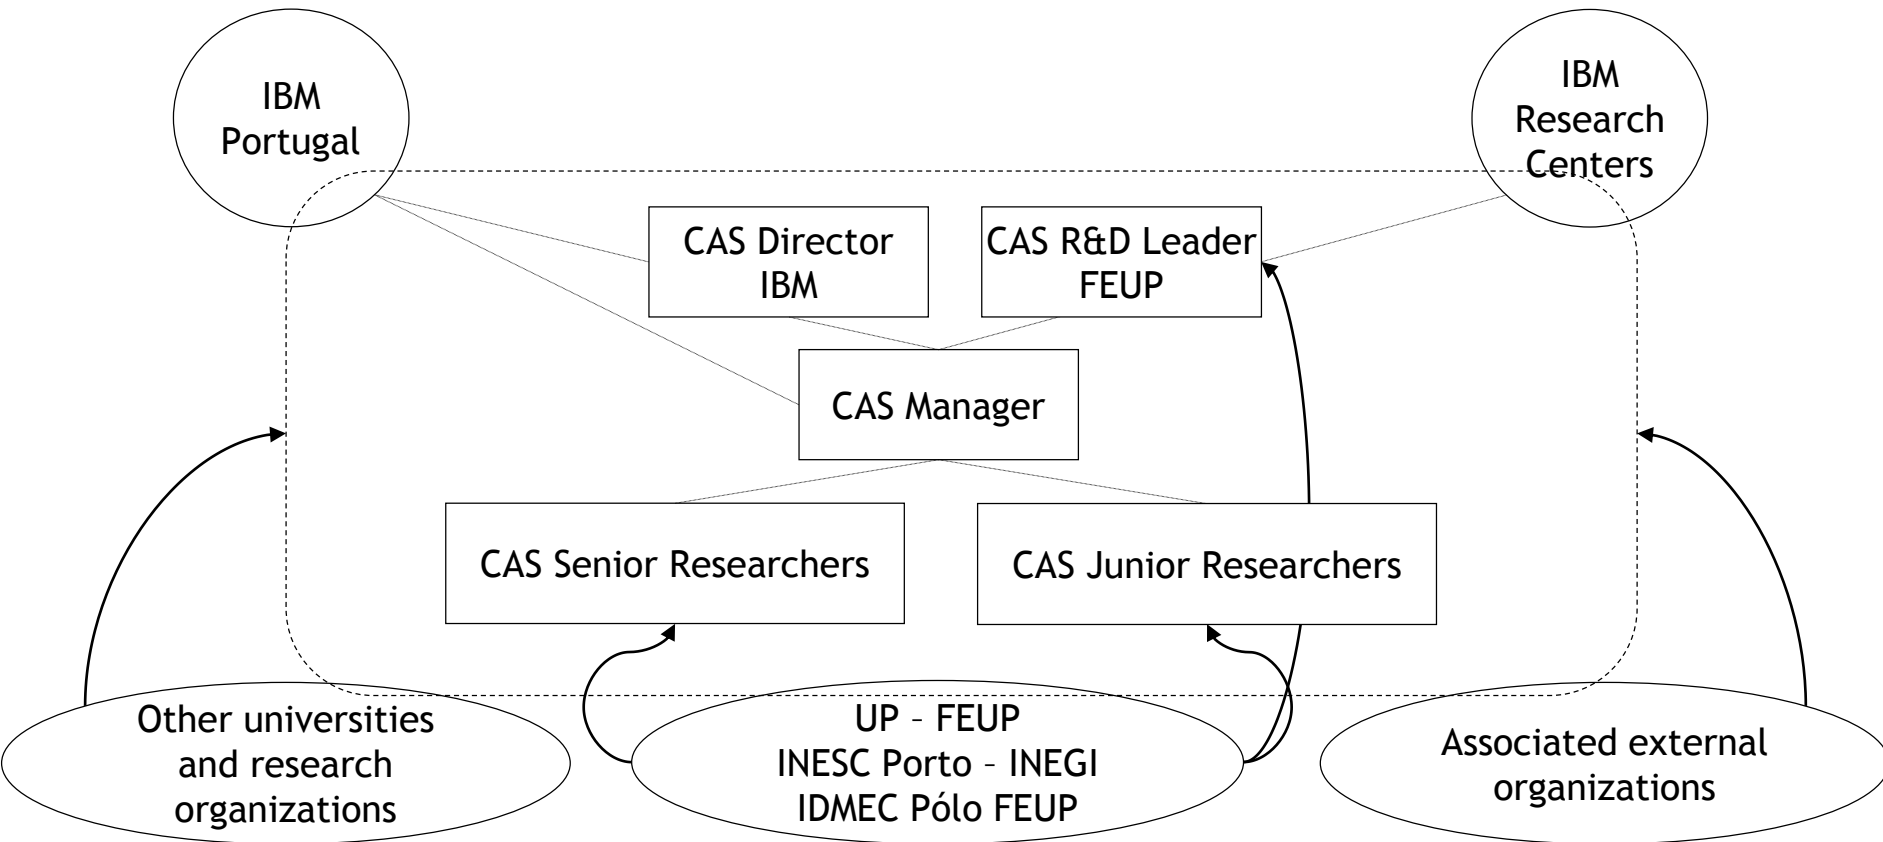 IBM
Portugal
IBM
Research
Centers
CAS Director
IBM
CAS R&D Leader
FEUP
CAS Manager
CAS Senior Researchers
CAS Junior Researchers
Other universities
and research
organizations
UP – FEUP
INESC Porto – INEGI
IDMEC Pólo FEUP
Associated external
organizations